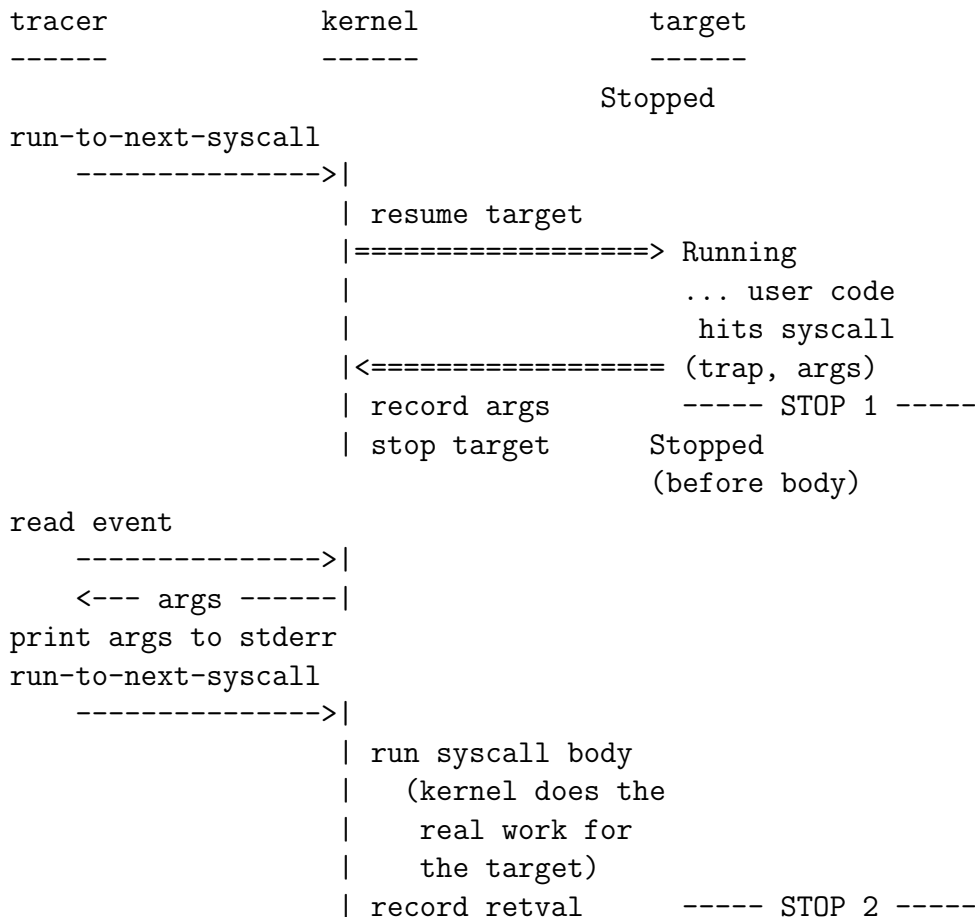 tracer             kernel              target
------             ------              ------
                                    Stopped
run-to-next-syscall
    --------------->|
                    | resume target
                    |==================> Running
                    |                    ... user code
                    |                     hits syscall
                    |<================== (trap, args)
                    | record args        ----- STOP 1 -----
                    | stop target      Stopped
                                       (before body)
read event
    --------------->|
    <--- args ------|
print args to stderr
run-to-next-syscall
    --------------->|
                    | run syscall body
                    |   (kernel does the
                    |    real work for
                    |    the target)
                    | record retval      ----- STOP 2 -----